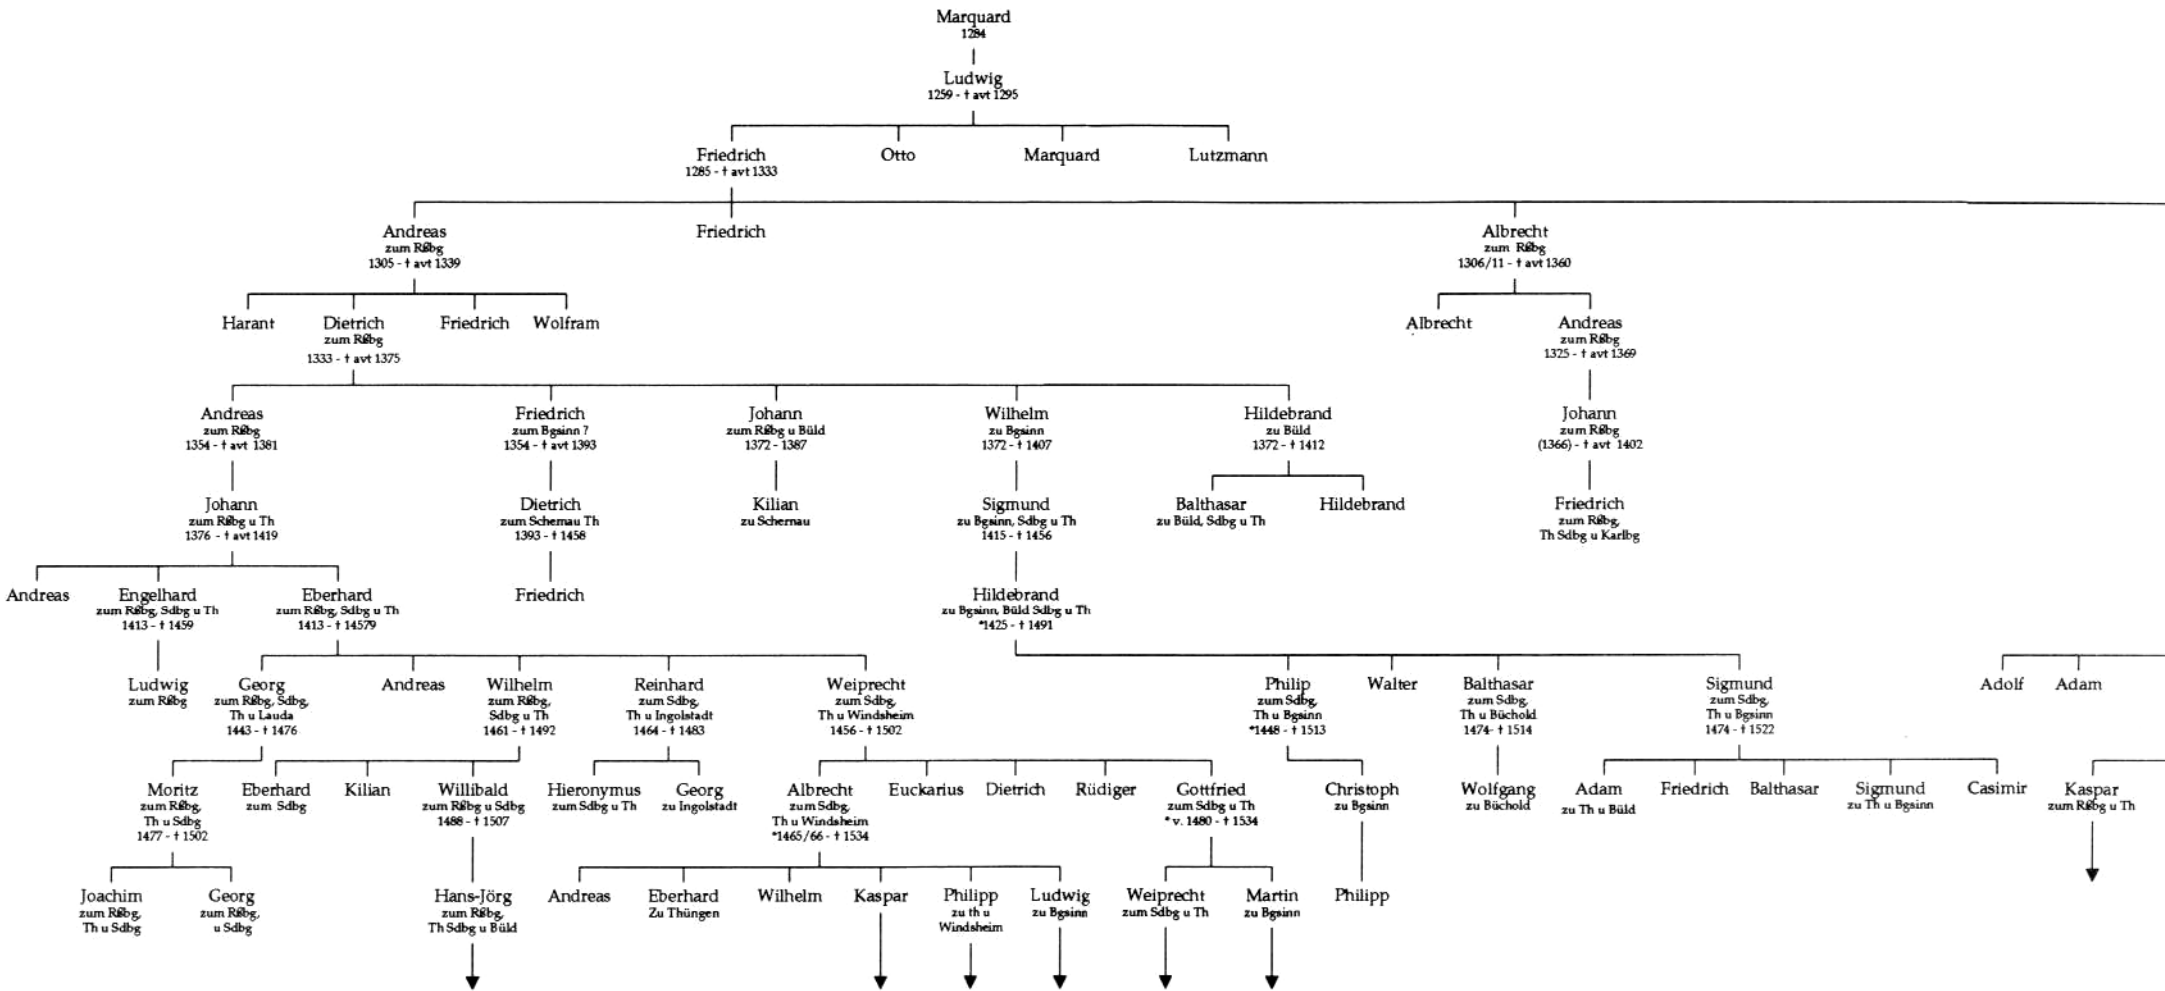 Marquard
1284
Ludwig
1259 - † avt 1295
Friedrich
1285 - † avt 1333
Otto
Marquard
Lutzmann
Andreas
zum Rßbg
1305 - † avt 1339
Friedrich
Albrecht
zum Rßbg
1306/11 - † avt 1360
Harant
Dietrich
zum Rßbg
1333 - † avt 1375
Friedrich
Wolfram
Albrecht
Andreas
zum Rßbg
1325 - † avt 1369
Andreas
zum Rßbg
1354 - † avt 1381
Friedrich
zum Bgsinn ?
1354 - † avt 1393
Johann
zum Rßbg u Büld
1372 - 1387
Wilhelm
zu Bgsinn
1372 - † 1407
Hildebrand
zu Büld
1372 - † 1412
Johann
zum Rßbg
(1366) - † avt 1402
Johann
zum Rßbg u Th
1376 - † avt 1419
Dietrich
zum Schernau Th
1393 - † 1458
Kilian
zu Schernau
Sigmund
zu Bgsinn, Sdbg u Th
1415 - † 1456
Balthasar
zu Büld, Sdbg u Th
Hildebrand
Friedrich
zum Rßbg,
Th Sdbg u Karlbg
Andreas
Engelhard
zum Rßbg, Sdbg u Th
1413 - † 1459
Eberhard
zum Rßbg, Sdbg u Th
1413 - † 14579
Friedrich
Hildebrand
zu Bgsinn, Büld Sdbg u Th
*1425 - † 1491
Ludwig
zum Rßbg
Georg
zum Rßbg, Sdbg,
Th u Lauda
1443 - † 1476
Andreas
Wilhelm
zum Rßbg,
Sdbg u Th
1461 - † 1492
Reinhard
zum Sdbg,
Th u Ingolstadt
1464 - † 1483
Weiprecht
zum Sdbg,
Th u Windsheim
1456 - † 1502
Philip
zum Sdbg,
Th u Bgsinn
*1448 - † 1513
Walter
Balthasar
zum Sdbg,
Th u Büchold
1474- † 1514
Sigmund
zum Sdbg,
Th u Bgsinn
1474 - † 1522
Adolf
Adam
Moritz
zum Rßbg,
Th u Sdbg
1477 - † 1502
Eberhard
zum Sdbg
Kilian
Willibald
zum Rßbg u Sdbg
1488 - † 1507
Hieronymus
zum Sdbg u Th
Georg
zu Ingolstadt
Albrecht
zum Sdbg,
Th u Windsheim
*1465/66 - † 1534
Euckarius
Dietrich
Rüdiger
Gottfried
zum Sdbg u Th
* v. 1480 - † 1534
Christoph
zu Bgsinn
Wolfgang
zu Büchold
Adam
zu Th u Büld
Friedrich
Balthasar
Sigmund
zu Th u Bgsinn
Casimir
Kaspar
zum Rßbg u Th
Joachim
zum Rßbg,
Th u Sdbg
Georg
zum Rßbg,
u Sdbg
Hans-Jörg
zum Rßbg,
Th Sdbg u Büld
Andreas
Eberhard
Zu Thüngen
Wilhelm
Kaspar
Philipp
zu th u
Windsheim
Ludwig
zu Bgsinn
Weiprecht
zum Sdbg u Th
Martin
zu Bgsinn
Philipp